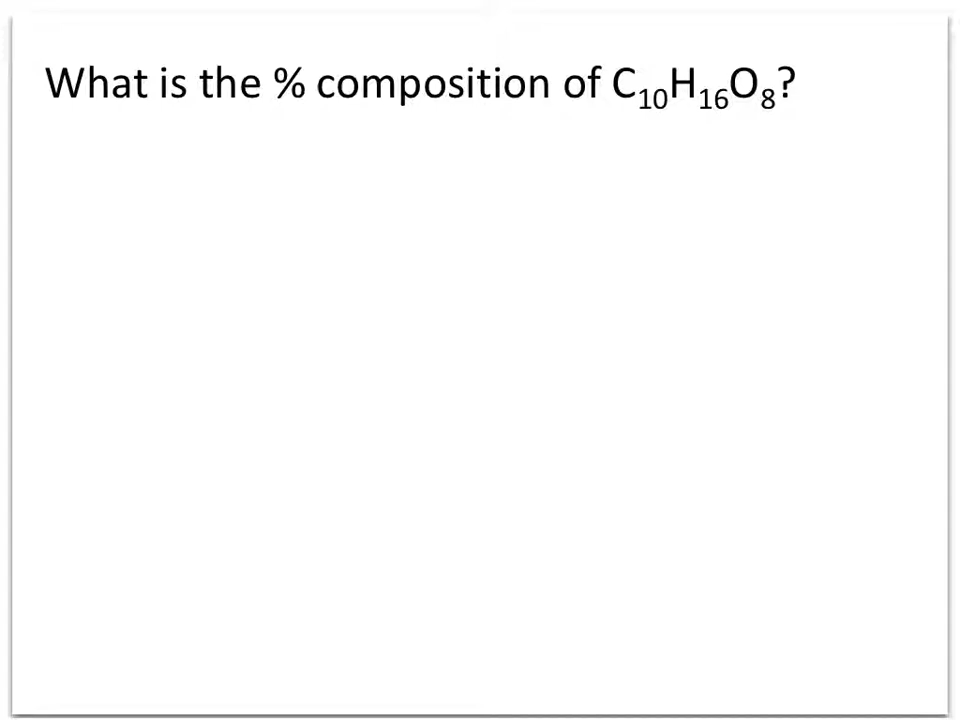 What is the % composition of C₁₀H₁₆O₈?